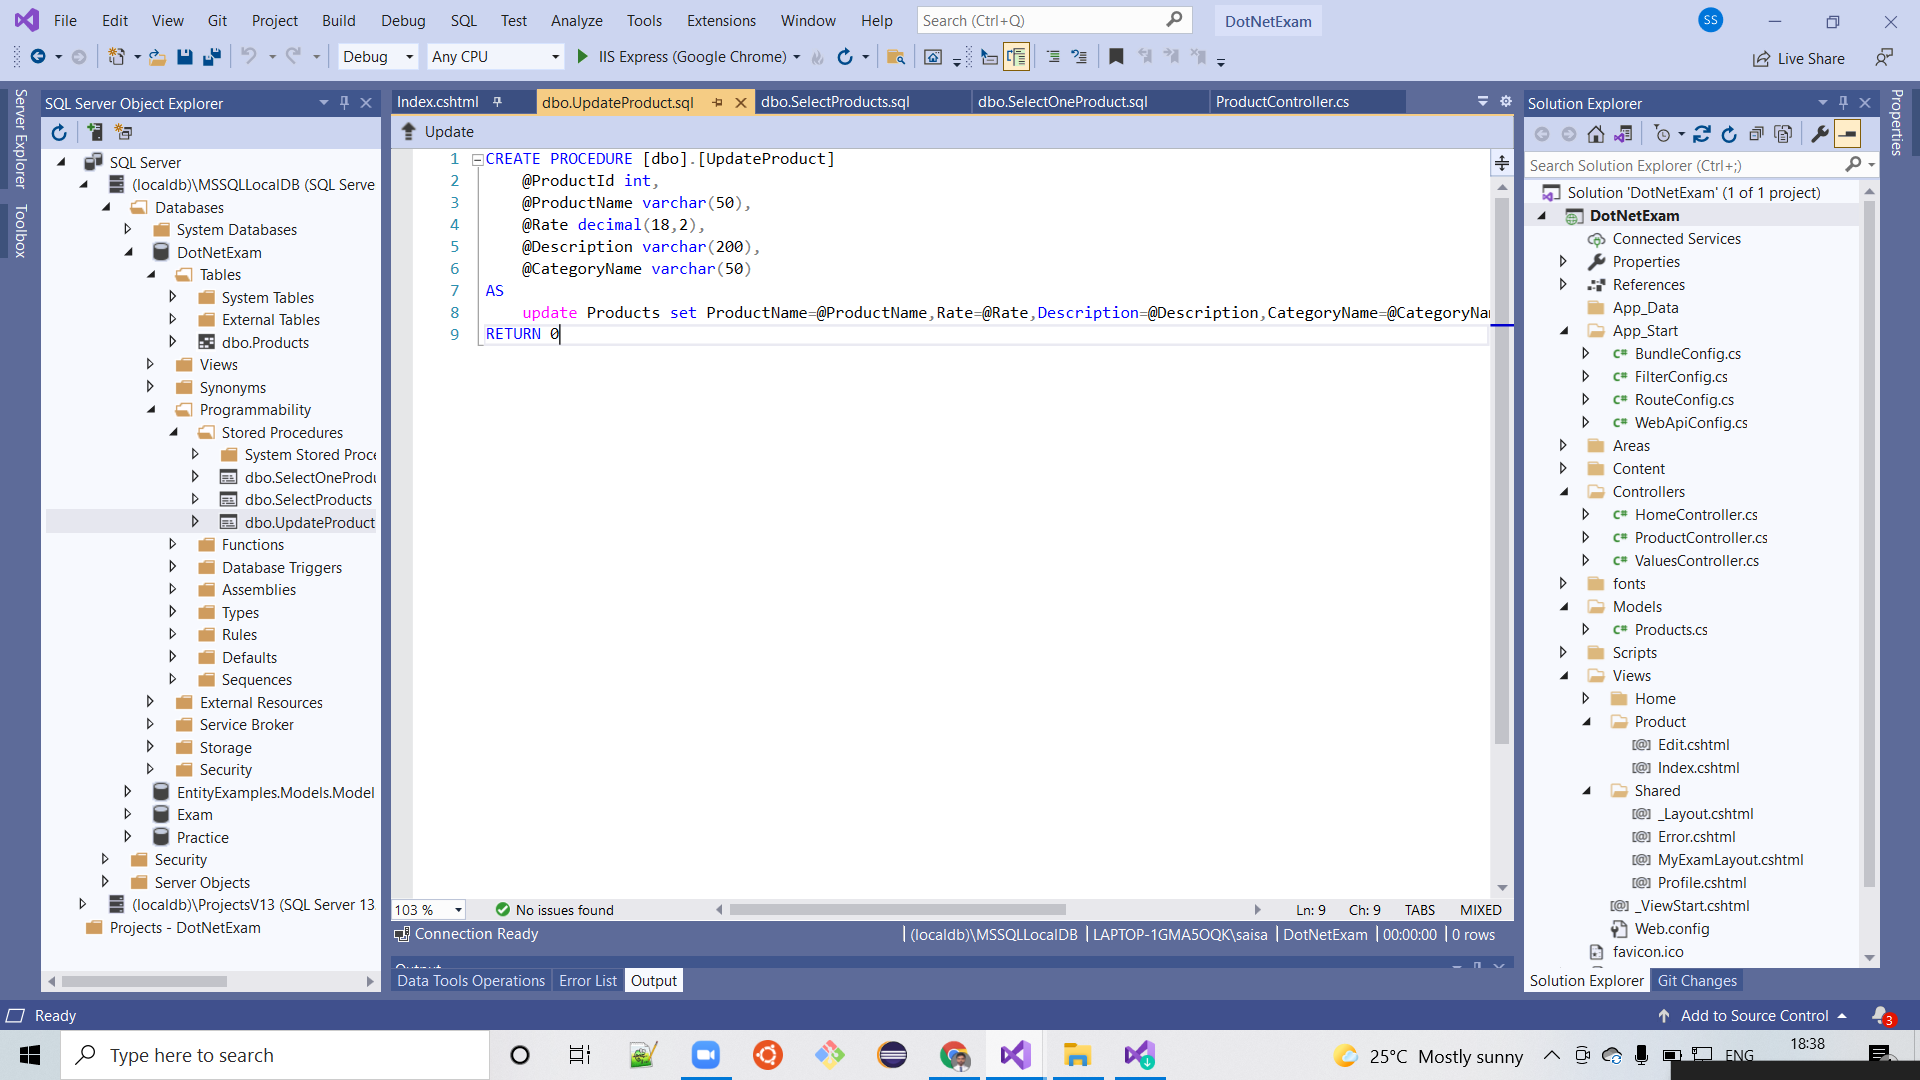 File Edit View Git Project Build Debug SQL Test Analyze Tools Extensions Window Help Search (Ctrl+Q) DotNetExam SS
Debug Any CPU IIS Express (Google Chrome) Live Share
Server Explorer
Toolbox
SQL Server Object Explorer
SQL Server
(localdb)\MSSQLLocalDB (SQL Serve
Databases
System Databases
DotNetExam
Tables
System Tables
External Tables
dbo.Products
Views
Synonyms
Programmability
Stored Procedures
System Stored Proce
dbo.SelectOneProdu
dbo.SelectProducts
dbo.UpdateProduct
Functions
Database Triggers
Assemblies
Types
Rules
Defaults
Sequences
External Resources
Service Broker
Storage
Security
EntityExamples.Models.Model
Exam
Practice
Security
Server Objects
(localdb)\ProjectsV13 (SQL Server 13
Projects - DotNetExam
Index.cshtml dbo.UpdateProduct.sql dbo.SelectProducts.sql dbo.SelectOneProduct.sql ProductController.cs
Update
1 CREATE PROCEDURE [dbo].[UpdateProduct]
2 @ProductId int,
3 @ProductName varchar(50),
4 @Rate decimal(18,2),
5 @Description varchar(200),
6 @CategoryName varchar(50)
7 AS
8 update Products set ProductName=@ProductName,Rate=@Rate,Description=@Description,CategoryName=@CategoryNam
9 RETURN 0
103 % No issues found Ln: 9 Ch: 9 TABS MIXED
Connection Ready (localdb)\MSSQLLocalDB LAPTOP-1GMA5OQK\saisa DotNetExam 00:00:00 0 rows
Output
Data Tools Operations Error List Output
Solution Explorer
Search Solution Explorer (Ctrl+;)
Solution 'DotNetExam' (1 of 1 project)
DotNetExam
Connected Services
Properties
References
App_Data
App_Start
BundleConfig.cs
FilterConfig.cs
RouteConfig.cs
WebApiConfig.cs
Areas
Content
Controllers
HomeController.cs
ProductController.cs
ValuesController.cs
fonts
Models
Products.cs
Scripts
Views
Home
Product
Edit.cshtml
Index.cshtml
Shared
_Layout.cshtml
Error.cshtml
MyExamLayout.cshtml
Profile.cshtml
_ViewStart.cshtml
Web.config
favicon.ico
Solution Explorer Git Changes
Properties
Ready Add to Source Control 3
Type here to search 25°C Mostly sunny ENG 18:38